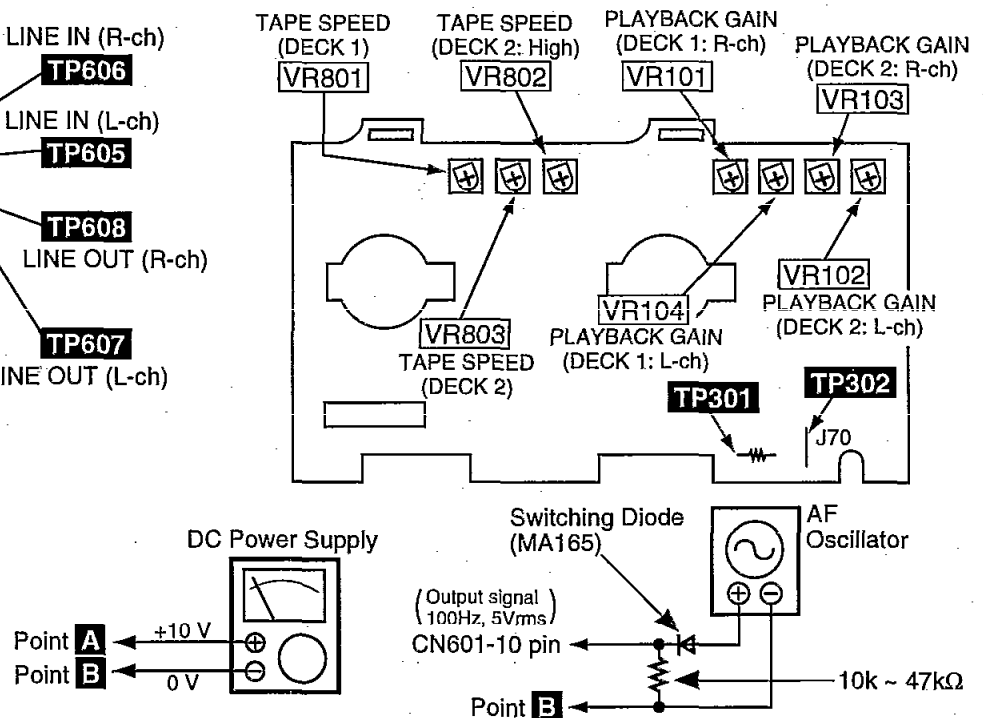 LINE IN (R-ch)
TP606
LINE IN (L-ch)
TP605
TP608
LINE OUT (R-ch)
TP607
INE OUT (L-ch)
TAPE SPEED
(DECK 1)
VR801
TAPE SPEED
(DECK 2: High)
VR802
PLAYBACK GAIN
(DECK 1: R-ch)
VR101
PLAYBACK GAIN
(DECK 2: R-ch)
VR103
VR803
TAPE SPEED
(DECK 2)
VR104
PLAYBACK GAIN
(DECK 1: L-ch)
VR102
PLAYBACK GAIN
(DECK 2: L-ch)
TP301
TP302
J70
DC Power Supply
Point A
+10 V
Point B
0 V
Switching Diode
(MA165)
AF
Oscillator
(Output signal
100Hz, 5Vrms)
CN601-10 pin
10k ~ 47kΩ
Point B